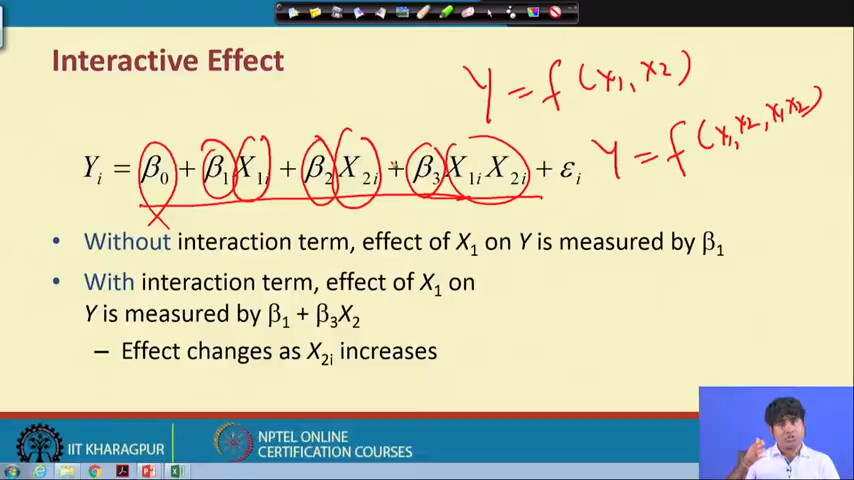 Interactive Effect
Y = f (X1, X2)
Y = f (X1, X2, X1 X2)
Yᵢ = β₀ + β₁X₁ᵢ + β₂X₂ᵢ + β₃X₁ᵢX₂ᵢ + εᵢ
• Without interaction term, effect of X₁ on Y is measured by β₁
• With interaction term, effect of X₁ on
Y is measured by β₁ + β₃X₂
– Effect changes as X₂ᵢ increases
IIT KHARAGPUR
NPTEL ONLINE
CERTIFICATION COURSES